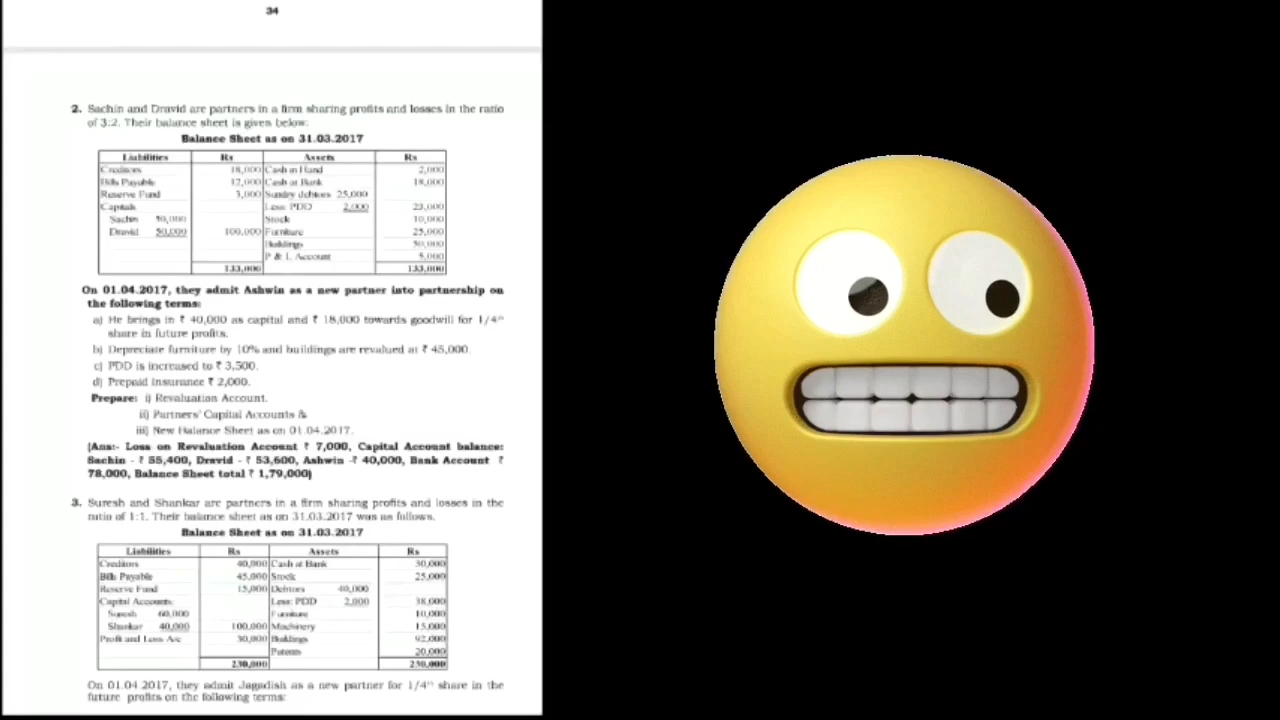 34
2. Sachin and Dravid are partners in a firm sharing profits and losses in the ratio
of 3:2. Their balance sheet is given below:
Balance Sheet as on 31.03.2017
Liabilities Rs Assets Rs
Creditors 18,000 Cash in Hand 2,000
Bills Payable 12,000 Cash at Bank 18,000
Reserve Fund 3,000 Sundry debtors 25,000
Capitals Less: PDD 2,000 23,000
Sachin 50,000 Stock 10,000
Dravid 50,000 100,000 Furniture 25,000
Buildings 50,000
P & L Account 5,000
133,000 133,000
On 01.04.2017, they admit Ashwin as a new partner into partnership on
the following terms:
a) He brings in ₹ 40,000 as capital and ₹ 18,000 towards goodwill for 1/4th
share in future profits.
b) Depreciate furniture by 10% and buildings are revalued at ₹ 45,000.
c) PDD is increased to ₹ 3,500.
d) Prepaid Insurance ₹ 2,000.
Prepare: i) Revaluation Account.
ii) Partners' Capital Accounts &
iii) New Balance Sheet as on 01.04.2017.
(Ans:- Loss on Revaluation Account ₹ 7,000, Capital Account balance:
Sachin - ₹ 55,400, Dravid - ₹ 53,600, Ashwin -₹ 40,000, Bank Account ₹
78,000, Balance Sheet total ₹ 1,79,000)
3. Suresh and Shankar are partners in a firm sharing profits and losses in the
ratio of 1:1. Their balance sheet as on 31.03.2017 was as follows.
Balance Sheet as on 31.03.2017
Liabilities Rs Assets Rs
Creditors 40,000 Cash at Bank 30,000
Bills Payable 45,000 Stock 25,000
Reserve Fund 15,000 Debtors 40,000
Capital Accounts: Less: PDD 2,000 38,000
Suresh 60,000 Furniture 10,000
Shankar 40,000 100,000 Machinery 15,000
Profit and Loss A/c 30,000 Buildings 92,000
Patents 20,000
230,000 230,000
On 01.04.2017, they admit Jagadish as a new partner for 1/4th share in the
future profits on the following terms: